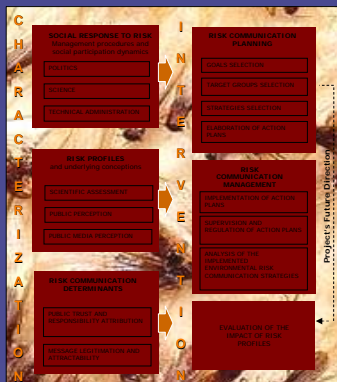 CHARACTERIZATION
SOCIAL RESPONSE TO RISK
Management procedures and
social participation dynamics
POLITICS
SCIENCE
TECHNICAL ADMINISTRATION
RISK PROFILES
and underlying conceptions
SCIENTIFIC ASSESSMENT
PUBLIC PERCEPTION
PUBLIC MEDIA PERCEPTION
RISK COMMUNICATION
DETERMINANTS
PUBLIC TRUST AND
RESPONSIBILITY ATTRIBUTION
MESSAGE LEGITIMATION AND
ATTRACTABILITY
INTERVENTION
RISK COMMUNICATION
PLANNING
SELECTION
TARGET GROUPS SELECTION
STRATEGIES SELECTION
ELABORATION OF ACTION
PLANS
RISK
COMMUNICATION
MANAGEMENT
IMPLEMENTATION OF ACTION
PLANS
SUPERVISION AND
REGULATION OF ACTION PLANS
ANALYSIS OF THE
IMPLEMENTED
ENVIRONMENTAL RISK
COMMUNICATION STRATEGIES
EVALUATION OF THE
IMPACT OF RISK
PROFILES
Project's Future Direction